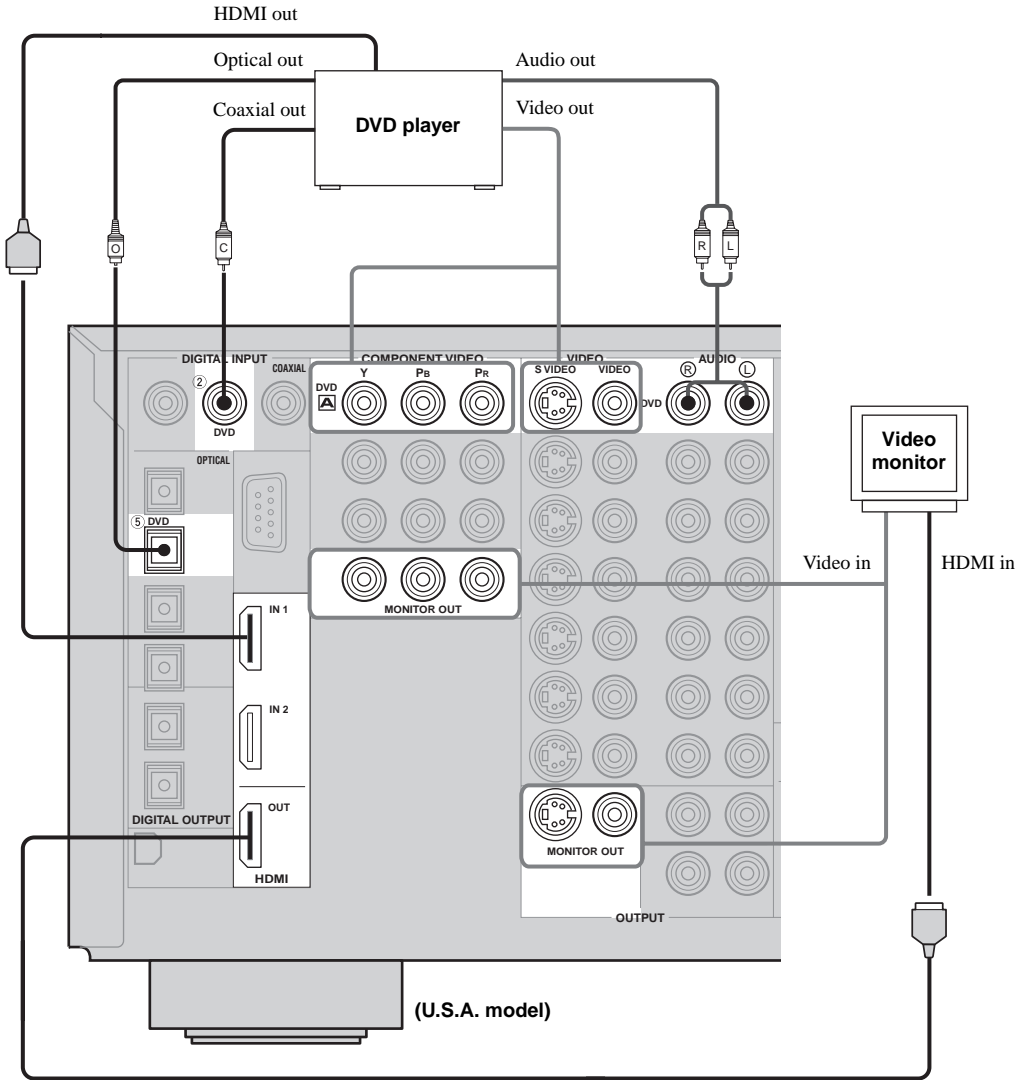 HDMI out
Optical out
Audio out
Coaxial out
Video out
DVD player
O
C
R
L
DIGITAL INPUT
COMPONENT VIDEO
VIDEO
AUDIO
COAXIAL
Y
PB
PR
S VIDEO
VIDEO
R
L
②
DVD
A
DVD
DVD
OPTICAL
⑤ DVD
Video
monitor
Video in
HDMI in
MONITOR OUT
IN 1
IN 2
OUT
DIGITAL OUTPUT
MONITOR OUT
HDMI
OUTPUT
(U.S.A. model)